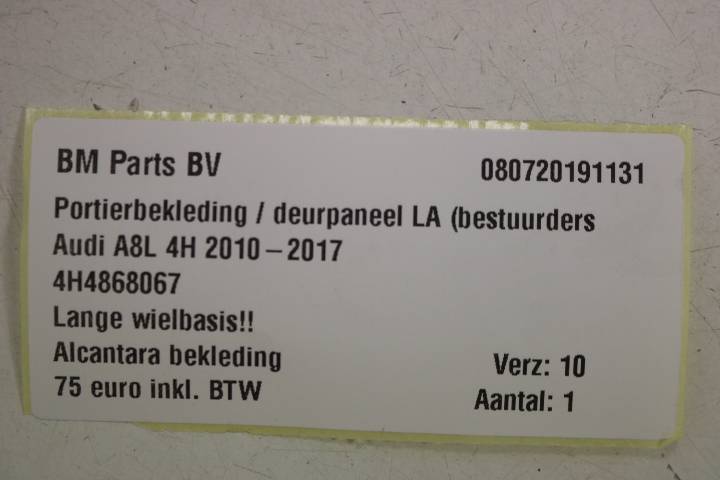 BM Parts BV 080720191131
Portierbekleding / deurpaneel LA (bestuurders
Audi A8L 4H 2010 – 2017
4H4868067
Lange wielbasis!!
Alcantara bekleding Verz: 10
75 euro inkl. BTW Aantal: 1